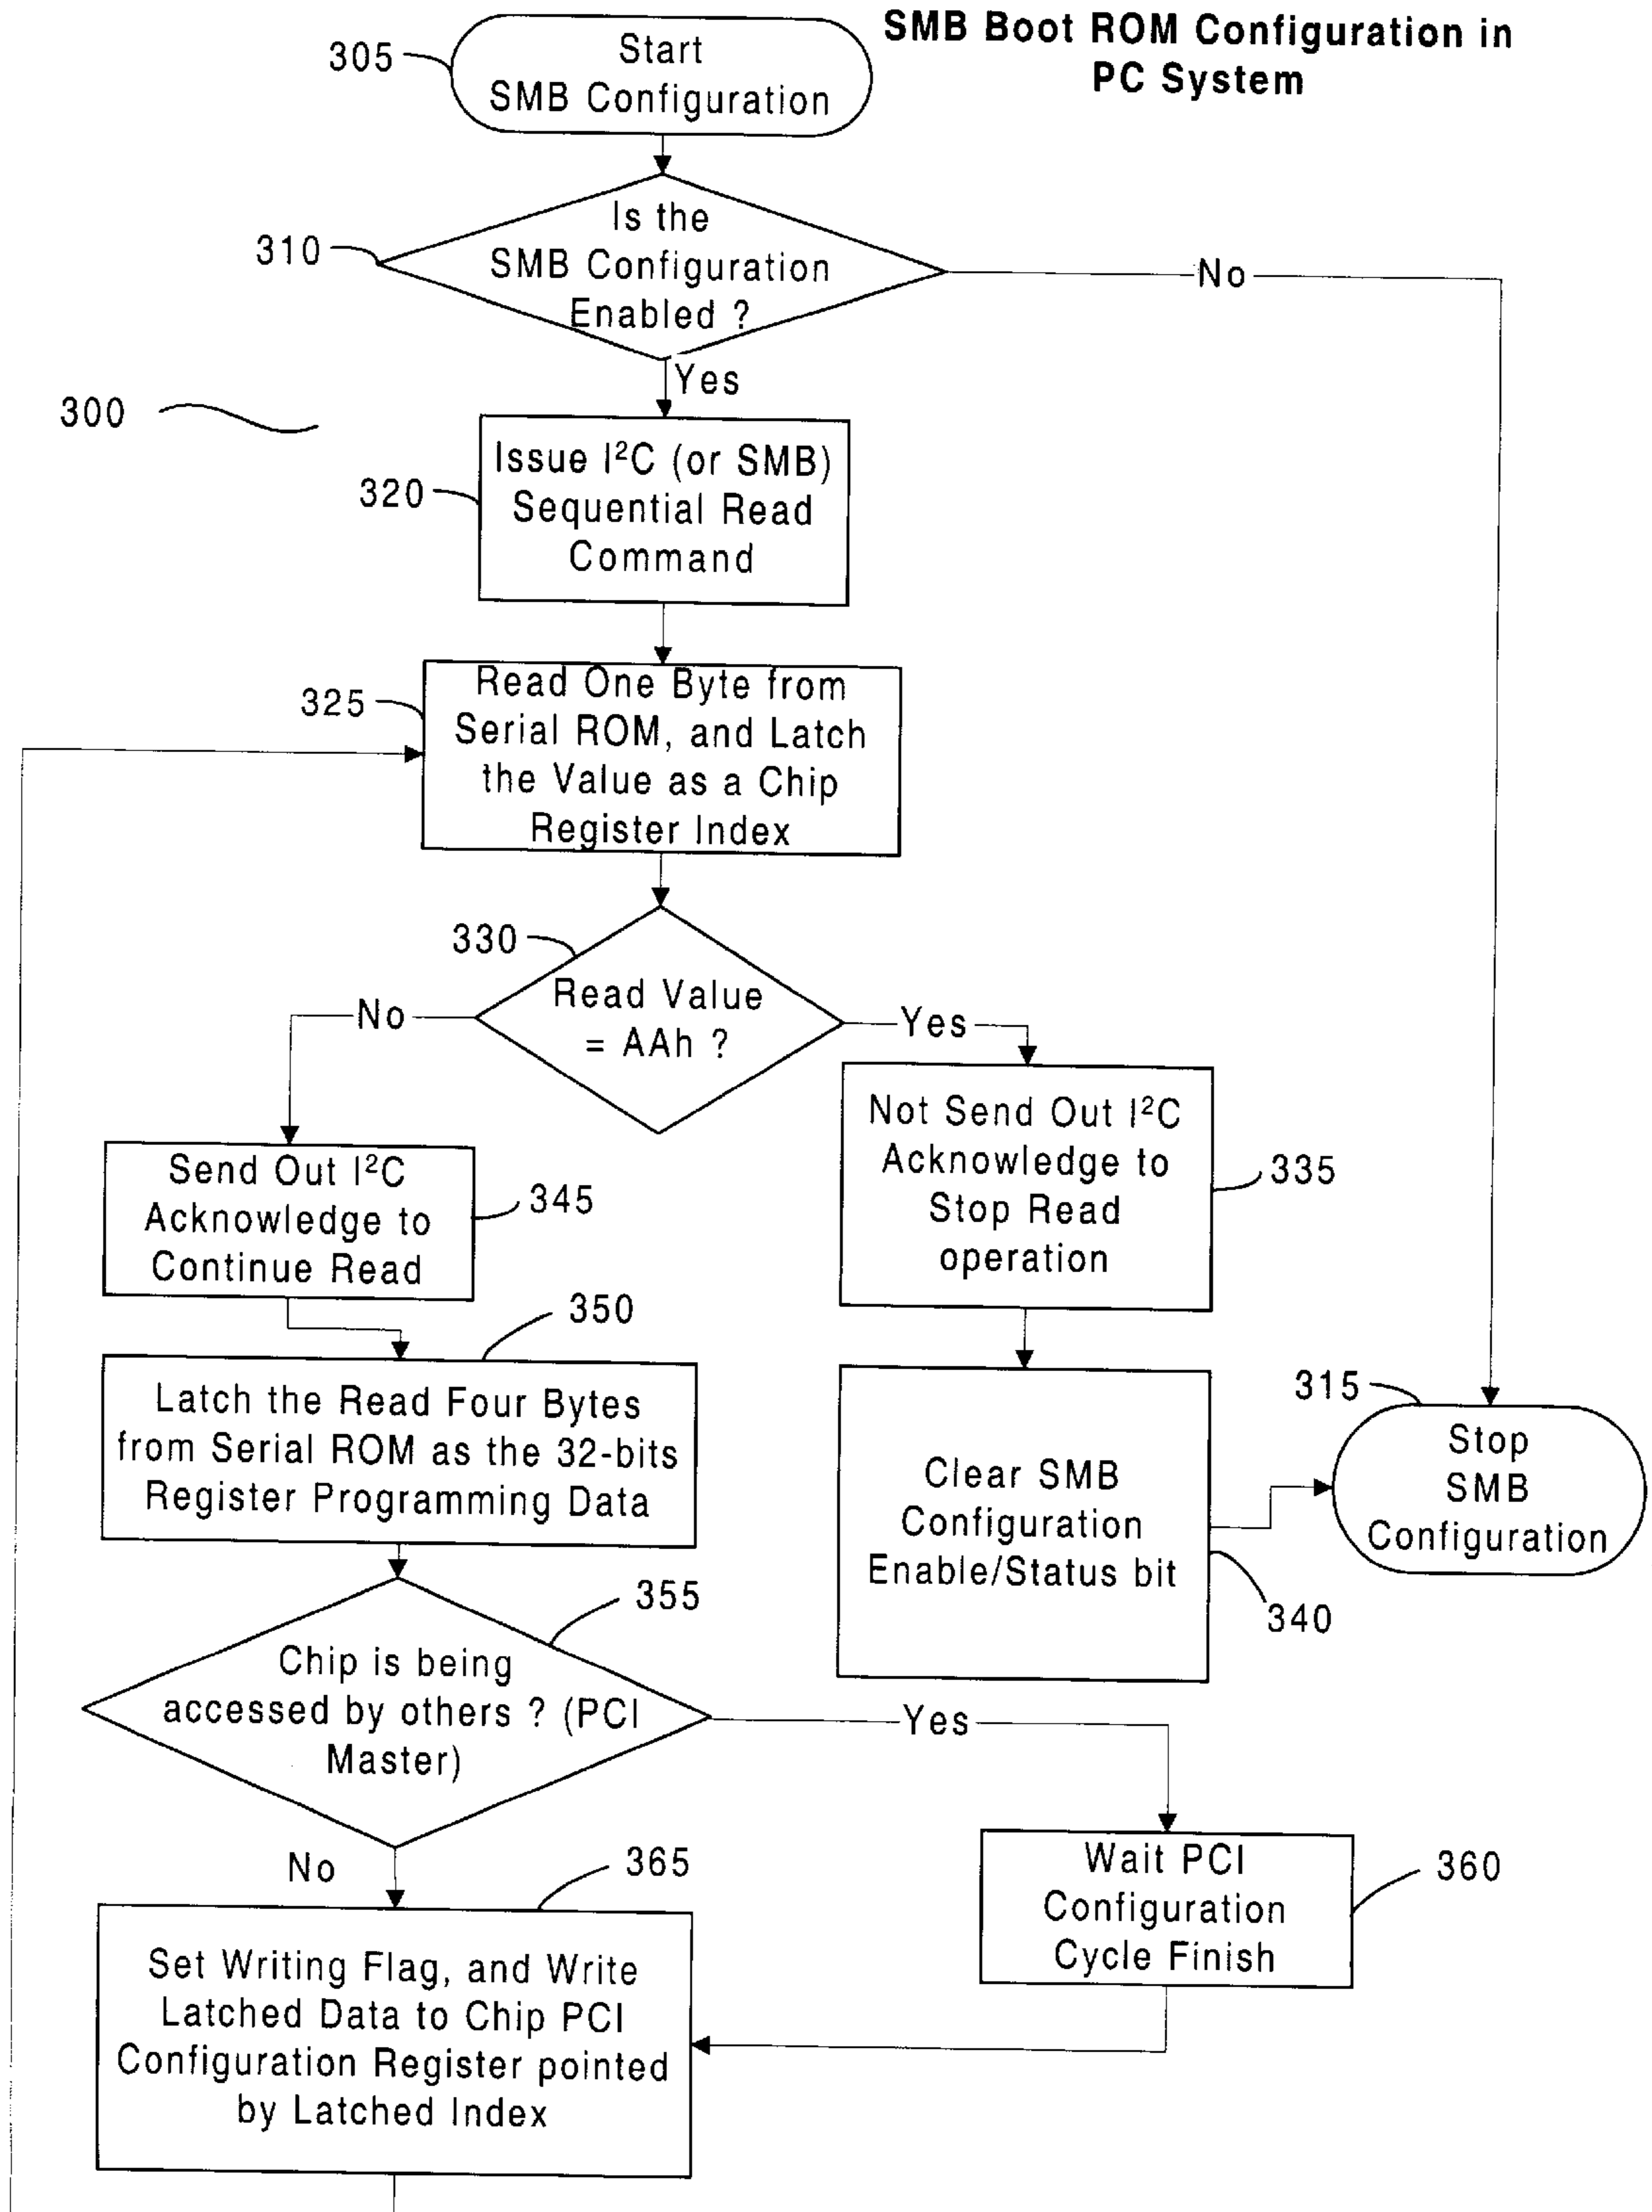 SMB Boot ROM Configuration in
PC System
305
Start
SMB Configuration
310
Is the
SMB Configuration
Enabled ?
No
Yes
300
320
Issue I²C (or SMB)
Sequential Read
Command
325
Read One Byte from
Serial ROM, and Latch
the Value as a Chip
Register Index
330
Read Value
= AAh ?
No
Yes
Not Send Out I²C
Acknowledge to
Stop Read
operation
335
Send Out I²C
Acknowledge to
Continue Read
345
350
Latch the Read Four Bytes
from Serial ROM as the 32-bits
Register Programming Data
Clear SMB
Configuration
Enable/Status bit
340
315
Stop
SMB
Configuration
355
Chip is being
accessed by others ? (PCI
Master)
Yes
No
365
Wait PCI
Configuration
Cycle Finish
360
Set Writing Flag, and Write
Latched Data to Chip PCI
Configuration Register pointed
by Latched Index